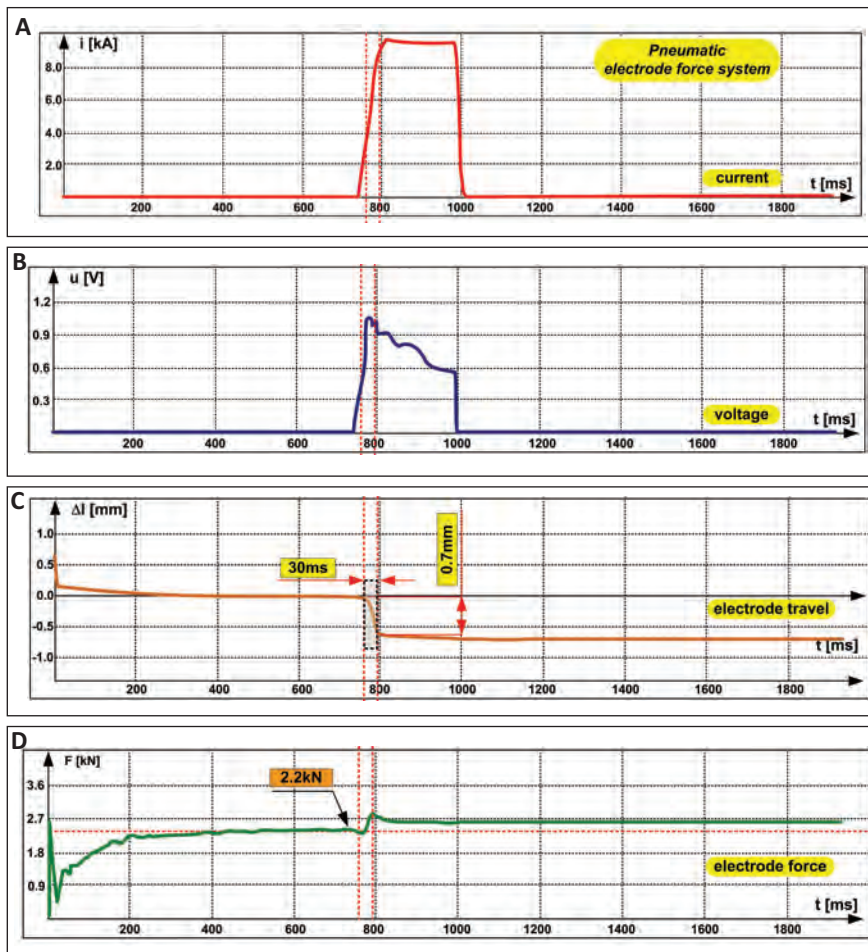 A
i [kA]
Pneumatic
electrode force system
8.0
6.0
4.0
2.0
current
t [ms]
200 400 600 800 1000 1200 1400 1600 1800
B
u [V]
1.2
0.9
0.6
0.3
voltage
t [ms]
200 400 600 800 1000 1200 1400 1600 1800
C
Δl [mm]
1.0
0.5
0.0
-0.5
-1.0
30ms
0.7mm
electrode travel
t [ms]
200 400 600 800 1000 1200 1400 1600 1800
D
F [kN]
3.6
2.7
1.8
0.9
2.2kN
electrode force
t [ms]
200 400 600 800 1000 1200 1400 1600 1800